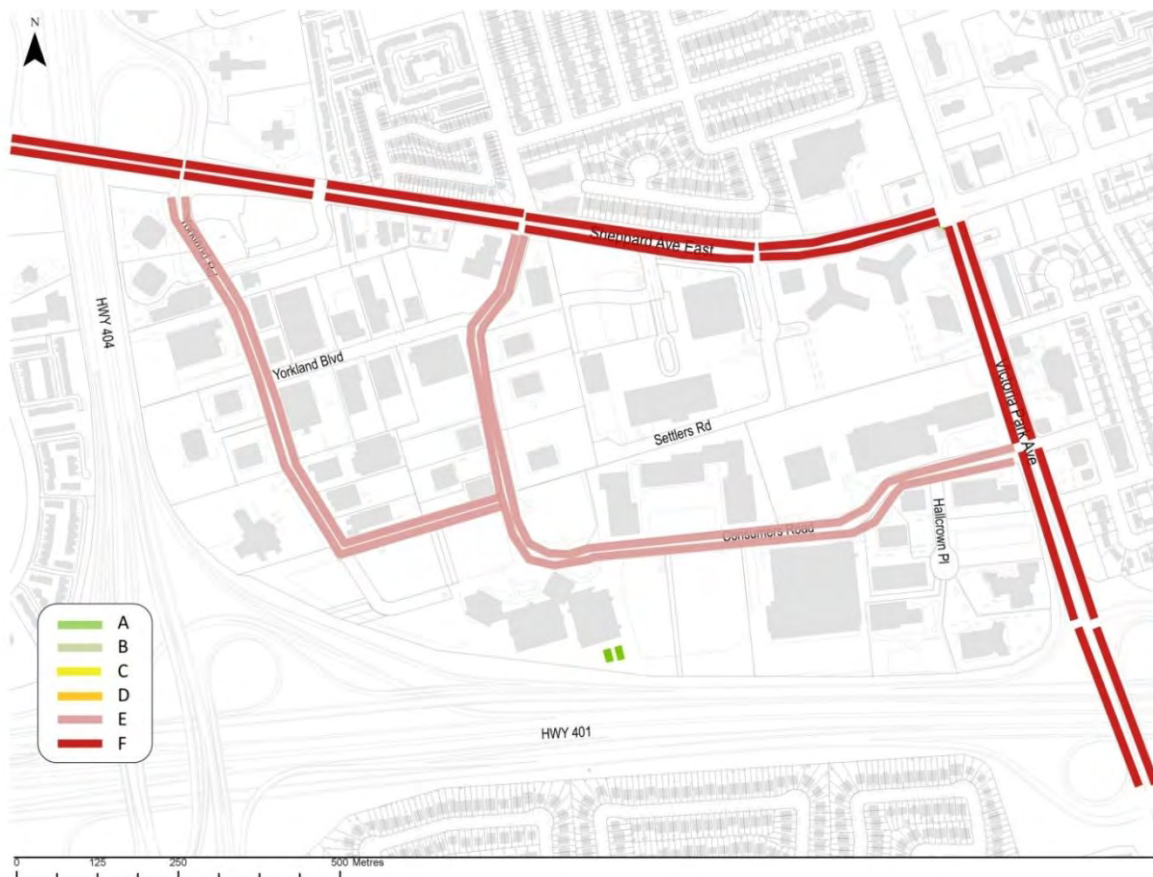 N
Sheppard Ave East
HWY 404
Yorkland Blvd
Victoria Park Ave
Settlers Rd
Consumers Road
Hallcrown Pl
A
B
C
D
E
F
HWY 401
0 125 250 500 Metres